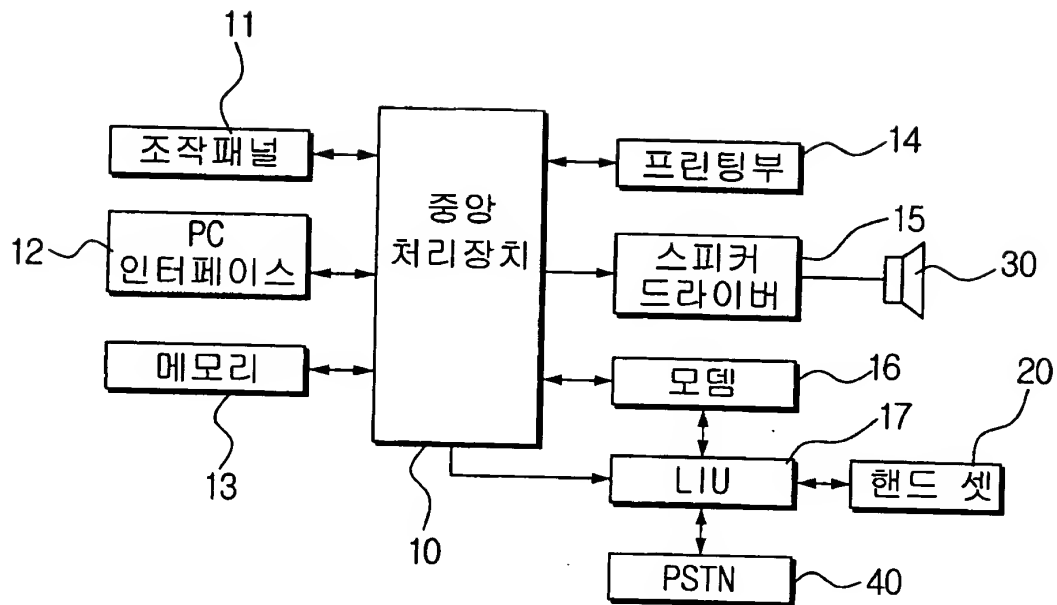 11
조작패널
12
PC
인터페이스
메모리
13
중앙
처리장치
10
프린팅부
14
스피커
드라이버
15
30
모뎀
16
LIU
17
핸드 셋
20
PSTN
40